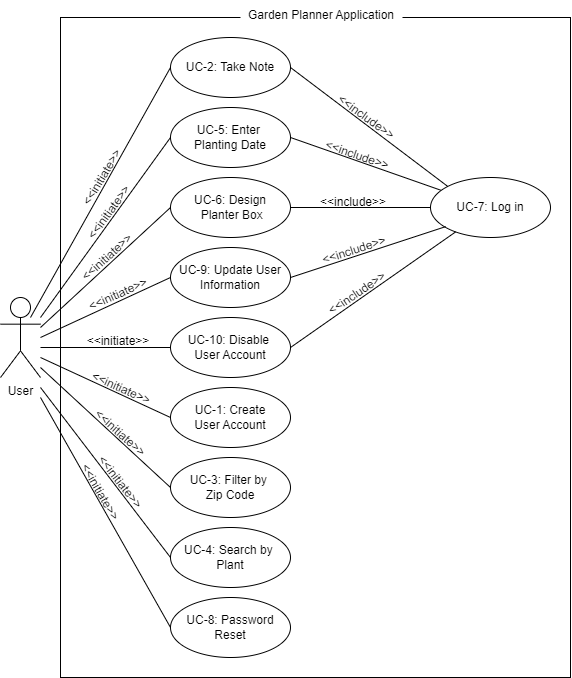 Garden Planner Application
UC-2: Take Note
<<initiate>>
<<include>>
UC-5: Enter
Planting Date
<<initiate>>
<<include>>
UC-6: Design
Planter Box
<<initiate>>
<<include>>
UC-7: Log in
UC-9: Update User
Information
<<initiate>>
<<include>>
UC-10: Disable
User Account
<<initiate>>
<<include>>
User
UC-1: Create
User Account
<<initiate>>
UC-3: Filter by
Zip Code
<<initiate>>
UC-4: Search by
Plant
<<initiate>>
UC-8: Password
Reset
<<initiate>>